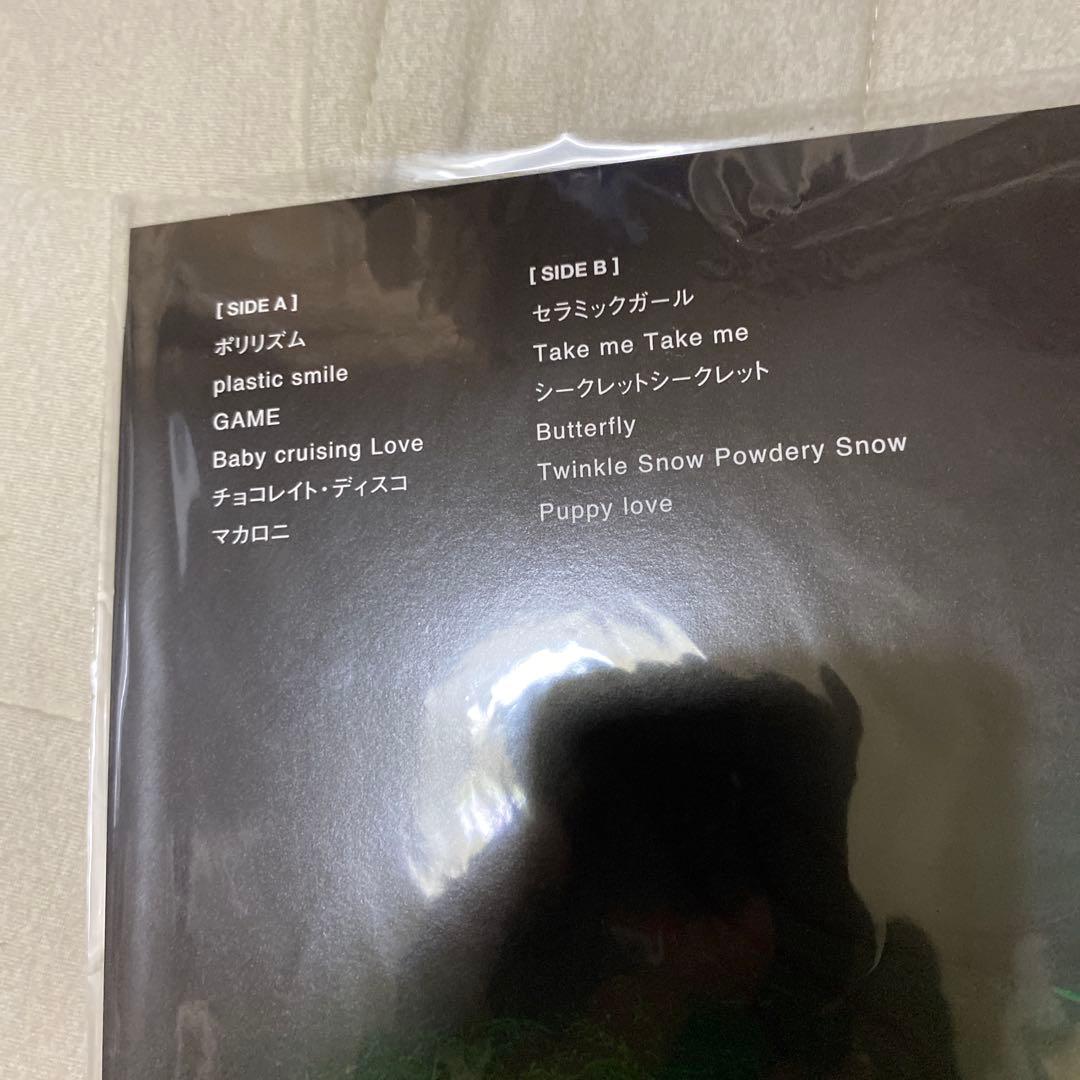 [ SIDE A ]
ポリリズム
plastic smile
GAME
Baby cruising Love
チョコレイト・ディスコ
マカロニ
[ SIDE B ]
セラミックガール
Take me Take me
シークレットシークレット
Butterfly
Twinkle Snow Powdery Snow
Puppy love